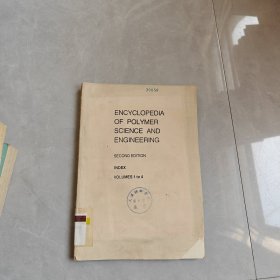 ENCYCLOPEDIA
OF POLYMER
SCIENCE AND
ENGINEERING
SECOND EDITION
INDEX
VOLUMES 1 to 4